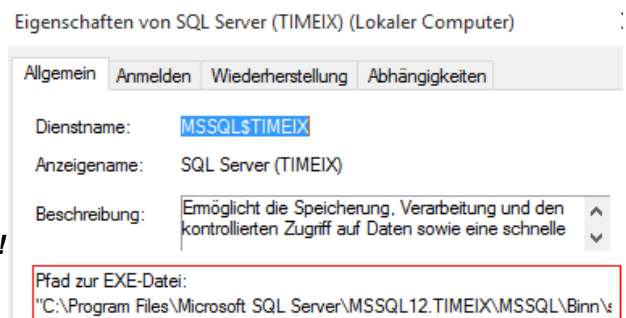 Eigenschaften von SQL Server (TIMEIX) (Lokaler Computer)
Allgemein Anmelden Wiederherstellung Abhängigkeiten
Dienstname: MSSQL$TIMEIX
Anzeigename: SQL Server (TIMEIX)
Beschreibung: Ermöglicht die Speicherung, Verarbeitung und den
kontrollierten Zugriff auf Daten sowie eine schnelle
!
Pfad zur EXE-Datei:
"C:\Program Files\Microsoft SQL Server\MSSQL12.TIMEIX\MSSQL\Binn\s